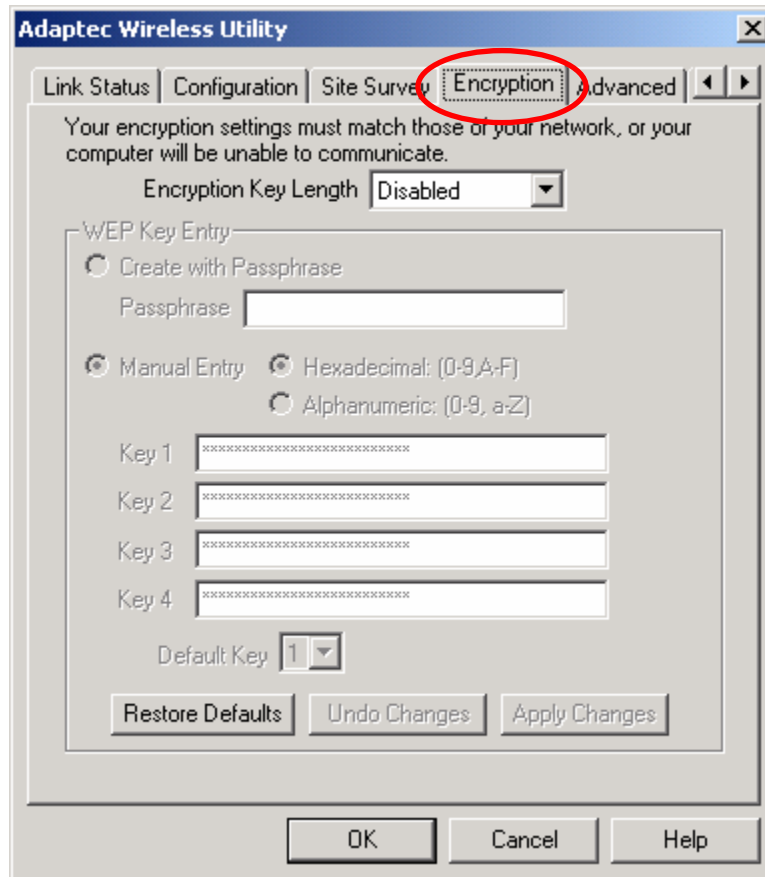 Adaptec Wireless Utility
Link Status Configuration Site Survey Encryption Advanced
Your encryption settings must match those of your network, or your
computer will be unable to communicate.
Encryption Key Length Disabled
WEP Key Entry
Create with Passphrase
Passphrase
Manual Entry Hexadecimal: (0-9,A-F)
Alphanumeric: (0-9, a-Z)
Key 1 **************************
Key 2 **************************
Key 3 **************************
Key 4 **************************
Default Key 1
Restore Defaults Undo Changes Apply Changes
OK Cancel Help